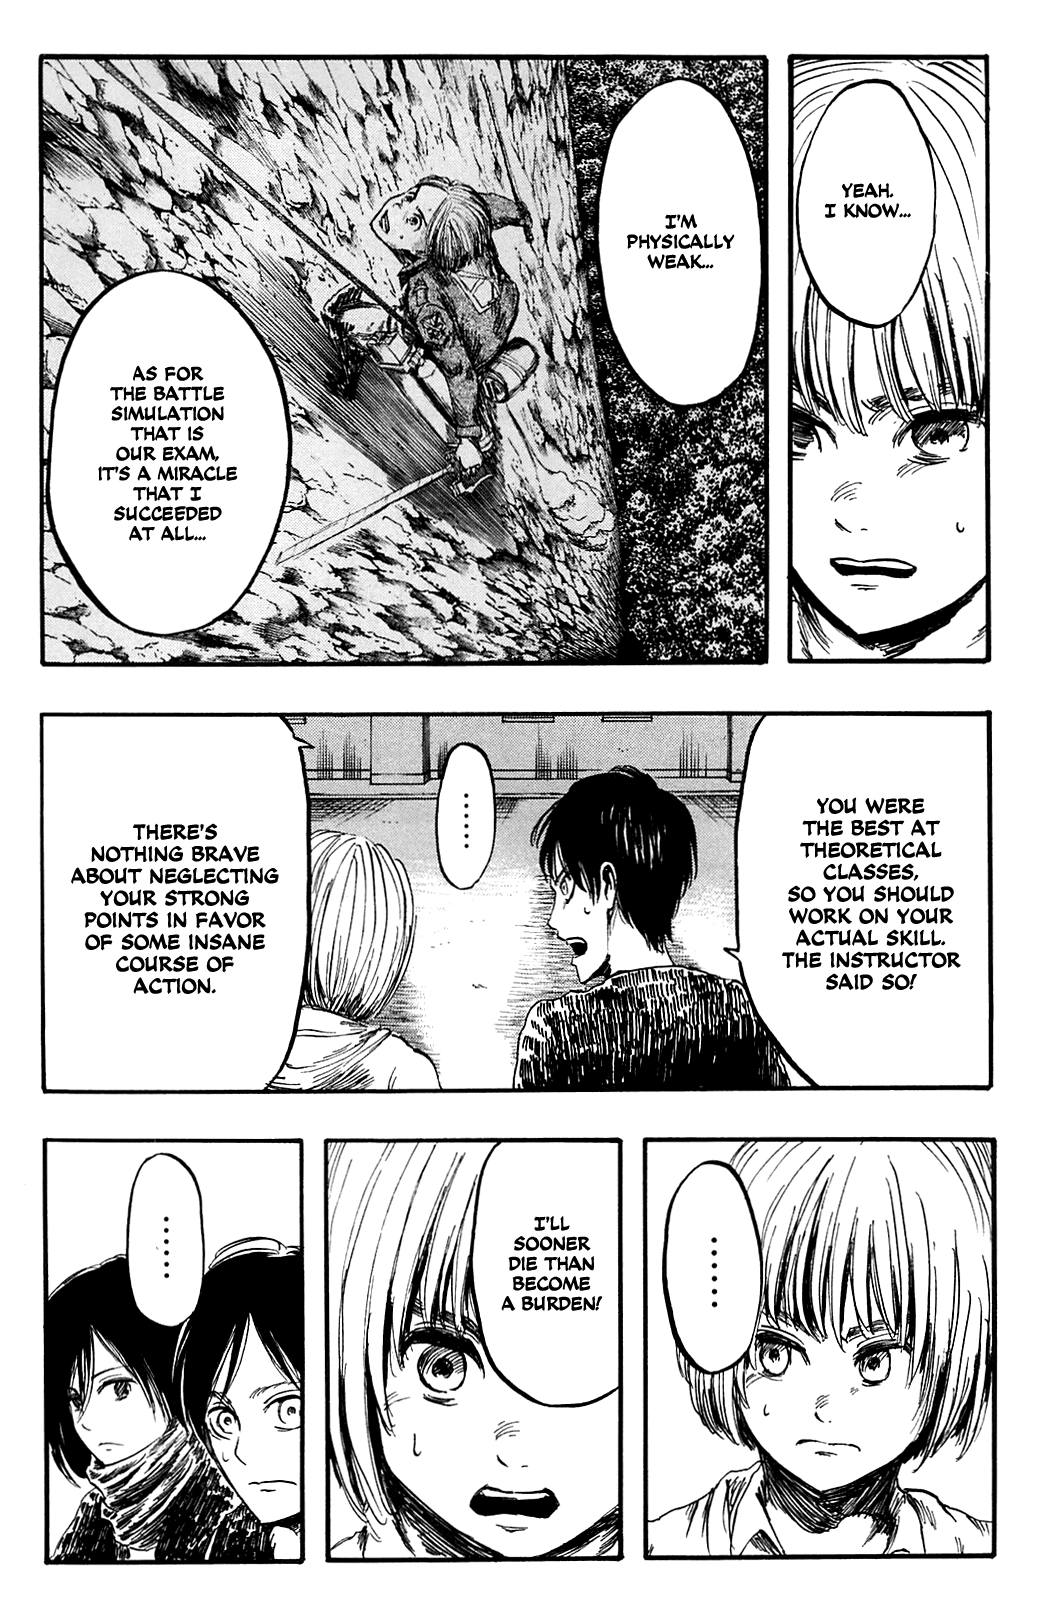 YEAH.
I KNOW...
I'M
PHYSICALLY
WEAK...
AS FOR
THE BATTLE
SIMULATION
THAT IS
OUR EXAM,
IT'S A MIRACLE
THAT I
SUCCEEDED
AT ALL...
YOU WERE
THE BEST AT
THEORETICAL
CLASSES,
SO YOU SHOULD
WORK ON YOUR
ACTUAL SKILL.
THE INSTRUCTOR
SAID SO!
......
THERE'S
NOTHING BRAVE
ABOUT NEGLECTING
YOUR STRONG
POINTS IN FAVOR
OF SOME INSANE
COURSE OF
ACTION.
......
I'LL
SOONER
DIE THAN
BECOME
A BURDEN!
......